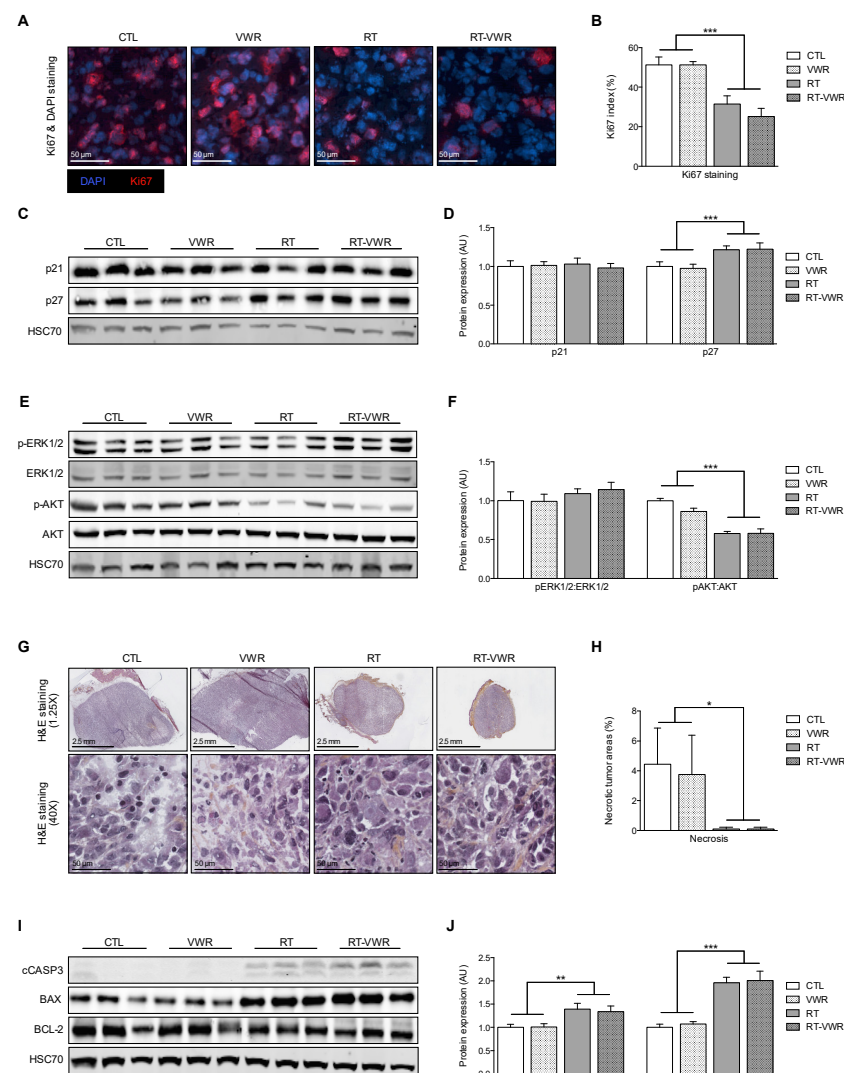 A
CTL VWR RT RT-VWR
Ki67 & DAPI staining
50 µm 50 µm 50 µm 50 µm
DAPI Ki67
B
***
Ki67 index (%)
60
40
20
0
Ki67 staining
CTL
VWR
RT
RT-VWR
C
CTL VWR RT RT-VWR
p21
p27
HSC70
D
***
Protein expression (AU)
1.5
1.0
0.5
0.0
p21 p27
CTL
VWR
RT
RT-VWR
E
CTL VWR RT RT-VWR
p-ERK1/2
ERK1/2
p-AKT
AKT
HSC70
F
***
Protein expression (AU)
1.5
1.0
0.5
0.0
pERK1/2:ERK1/2 pAKT:AKT
CTL
VWR
RT
RT-VWR
G
CTL VWR RT RT-VWR
H&E staining
(1.25X)
2.5 mm 2.5 mm 2.5 mm 2.5 mm
H&E staining
(40X)
50 µm 50 µm 50 µm 50 µm
H
*
Necrotic tumor areas (%)
8
6
4
2
0
Necrosis
CTL
VWR
RT
RT-VWR
I
CTL VWR RT RT-VWR
cCASP3
BAX
BCL-2
HSC70
J
** ***
Protein expression (AU)
2.5
2.0
1.5
1.0
0.5
0.0
CTL
VWR
RT
RT-VWR